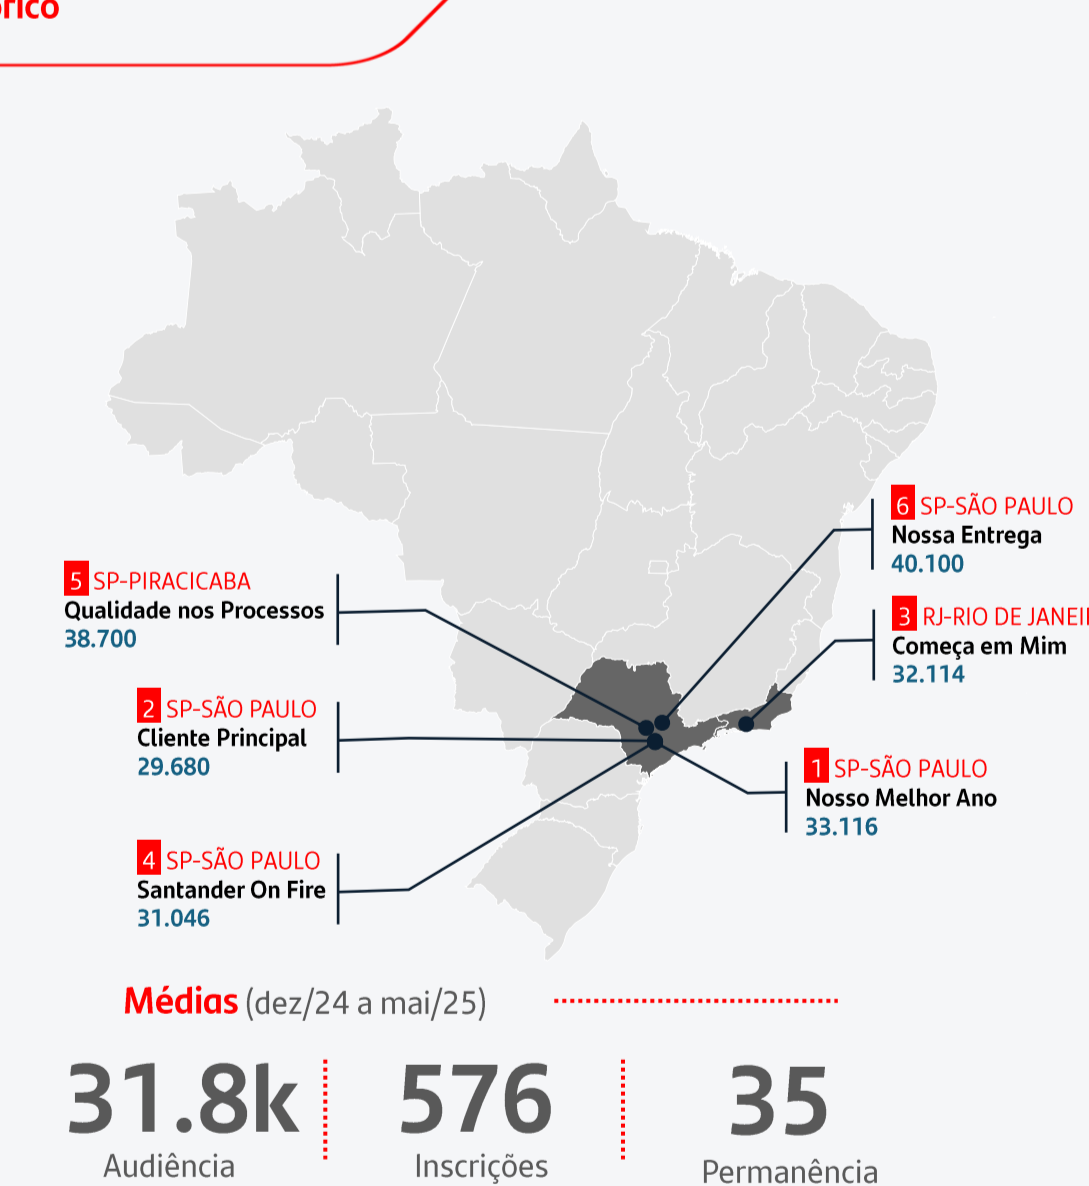 6 SP-SÃO PAULO
Nossa Entrega
40.100
5 SP-PIRACICABA
Qualidade nos Processos
38.700
3 RJ-RIO DE
Começa em Mim
32.114
2 SP-SÃO PAULO
Cliente Principal
29.680
1 SP-SÃO PAULO
Nosso Melhor Ano
33.116
4 SP-SÃO PAULO
Santander On Fire
31.046
Médias (dez/24 a mai/25)
31.8k
Audiência
576
Inscrições
35
Permanência